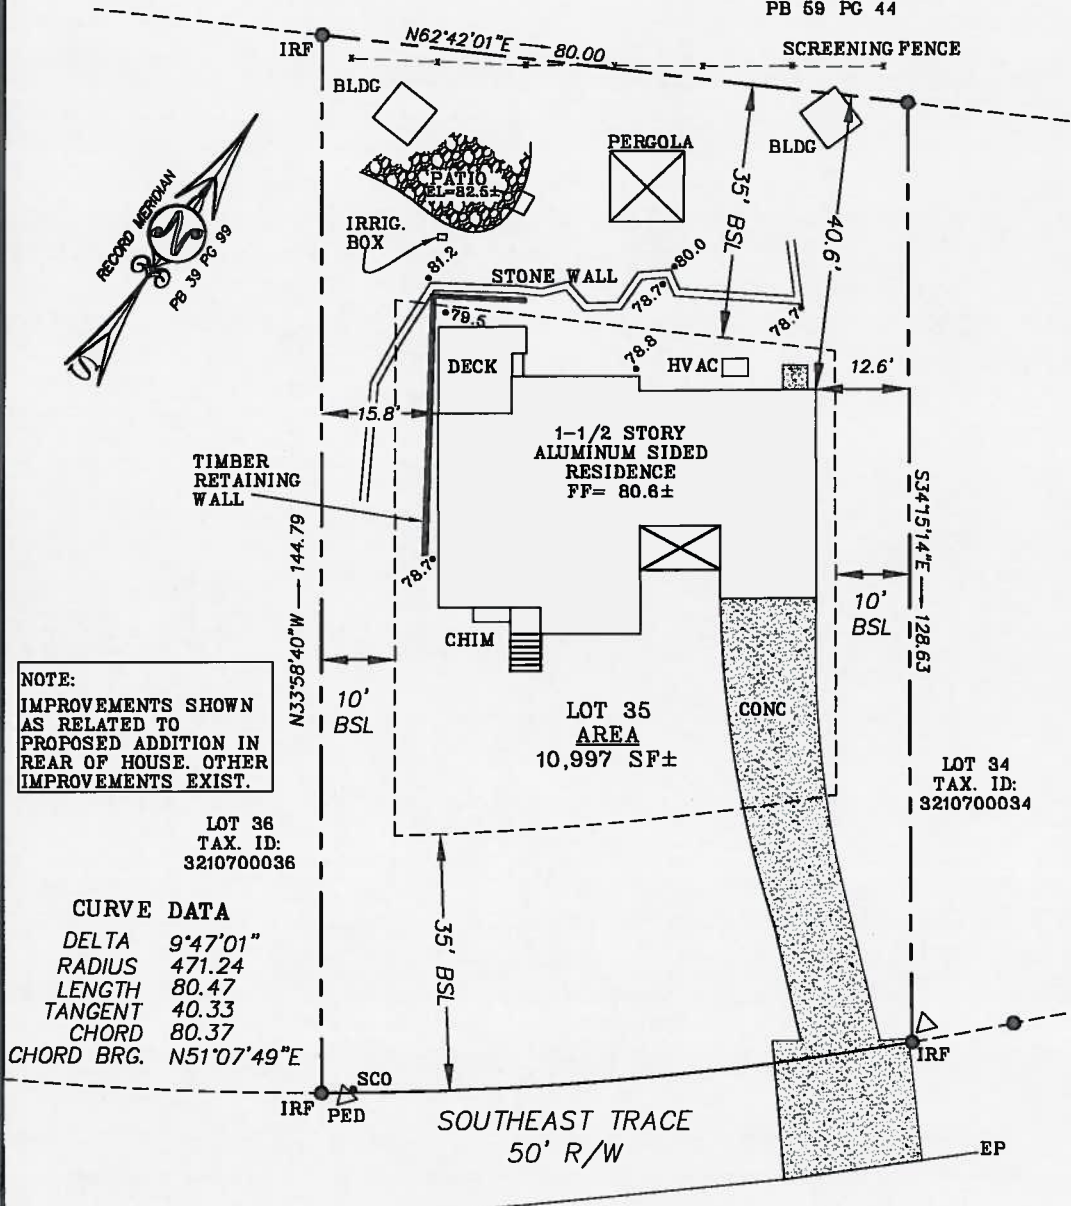 PB 59 PG 44
N62°42'01"E — 80.00
IRF
SCREENING FENCE
BLDG
PERGOLA
BLDG
PATIO
EL=82.5±
35' BSL
40.6'
RECORD MERIDIAN
N
PB 39 PG 99
S
IRRIG.
BOX
81.2
STONE WALL
80.0
78.7
78.7
79.5
78.8
DECK
HVAC
12.6'
15.8'
1-1/2 STORY
ALUMINUM SIDED
RESIDENCE
FF= 80.6±
TIMBER
RETAINING
WALL
N33°58'40"W — 144.79
S34°15'14"E — 128.63
78.7
10'
BSL
CHIM
NOTE:
IMPROVEMENTS SHOWN
AS RELATED TO
PROPOSED ADDITION IN
REAR OF HOUSE. OTHER
IMPROVEMENTS EXIST.
10'
BSL
LOT 35
AREA
10,997 SF±
CONC
LOT 34
TAX. ID:
3210700034
LOT 36
TAX. ID:
3210700036
CURVE DATA
DELTA 9°47'01"
RADIUS 471.24
LENGTH 80.47
TANGENT 40.33
CHORD 80.37
CHORD BRG. N51°07'49"E
35' BSL
IRF
SCO
IRF
PED
SOUTHEAST TRACE
50' R/W
EP